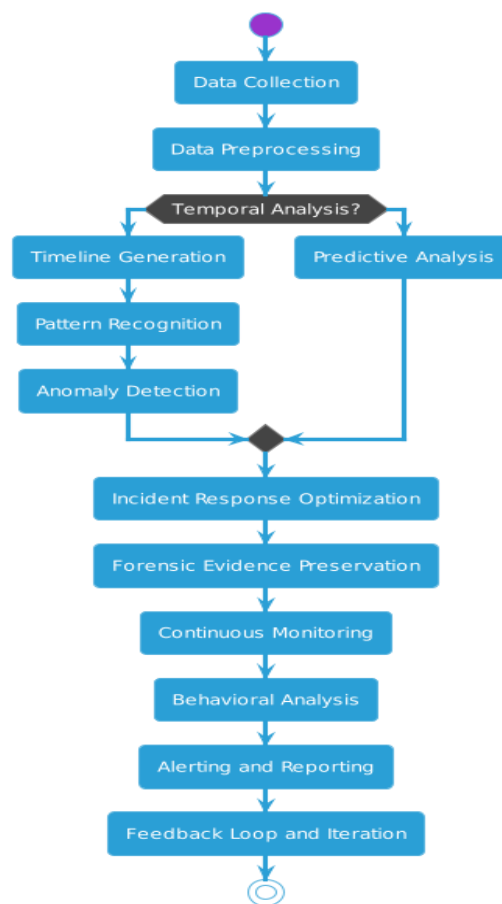 Data Collection
Data Preprocessing
Temporal Analysis?
Timeline Generation
Predictive Analysis
Pattern Recognition
Anomaly Detection
Incident Response Optimization
Forensic Evidence Preservation
Continuous Monitoring
Behavioral Analysis
Alerting and Reporting
Feedback Loop and Iteration